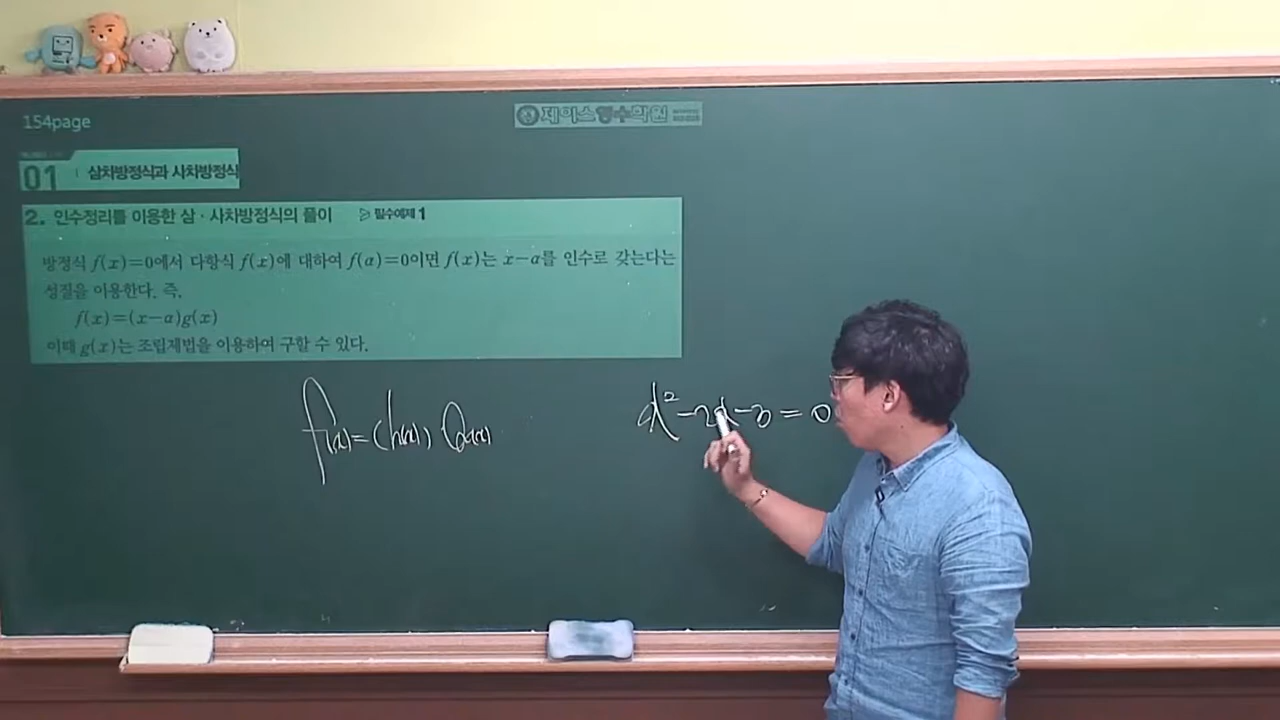 154page
제이스영수학원
01 삼차방정식과 사차방정식
2. 인수정리를 이용한 삼·사차방정식의 풀이 ▷ 필수예제 1
방정식 f(x)=0에서 다항식 f(x)에 대하여 f(α)=0이면 f(x)는 x-α를 인수로 갖는다는
성질을 이용한다. 즉,
f(x)=(x-α)g(x)
이때 g(x)는 조립제법을 이용하여 구할 수 있다.
x²-2x-3=0